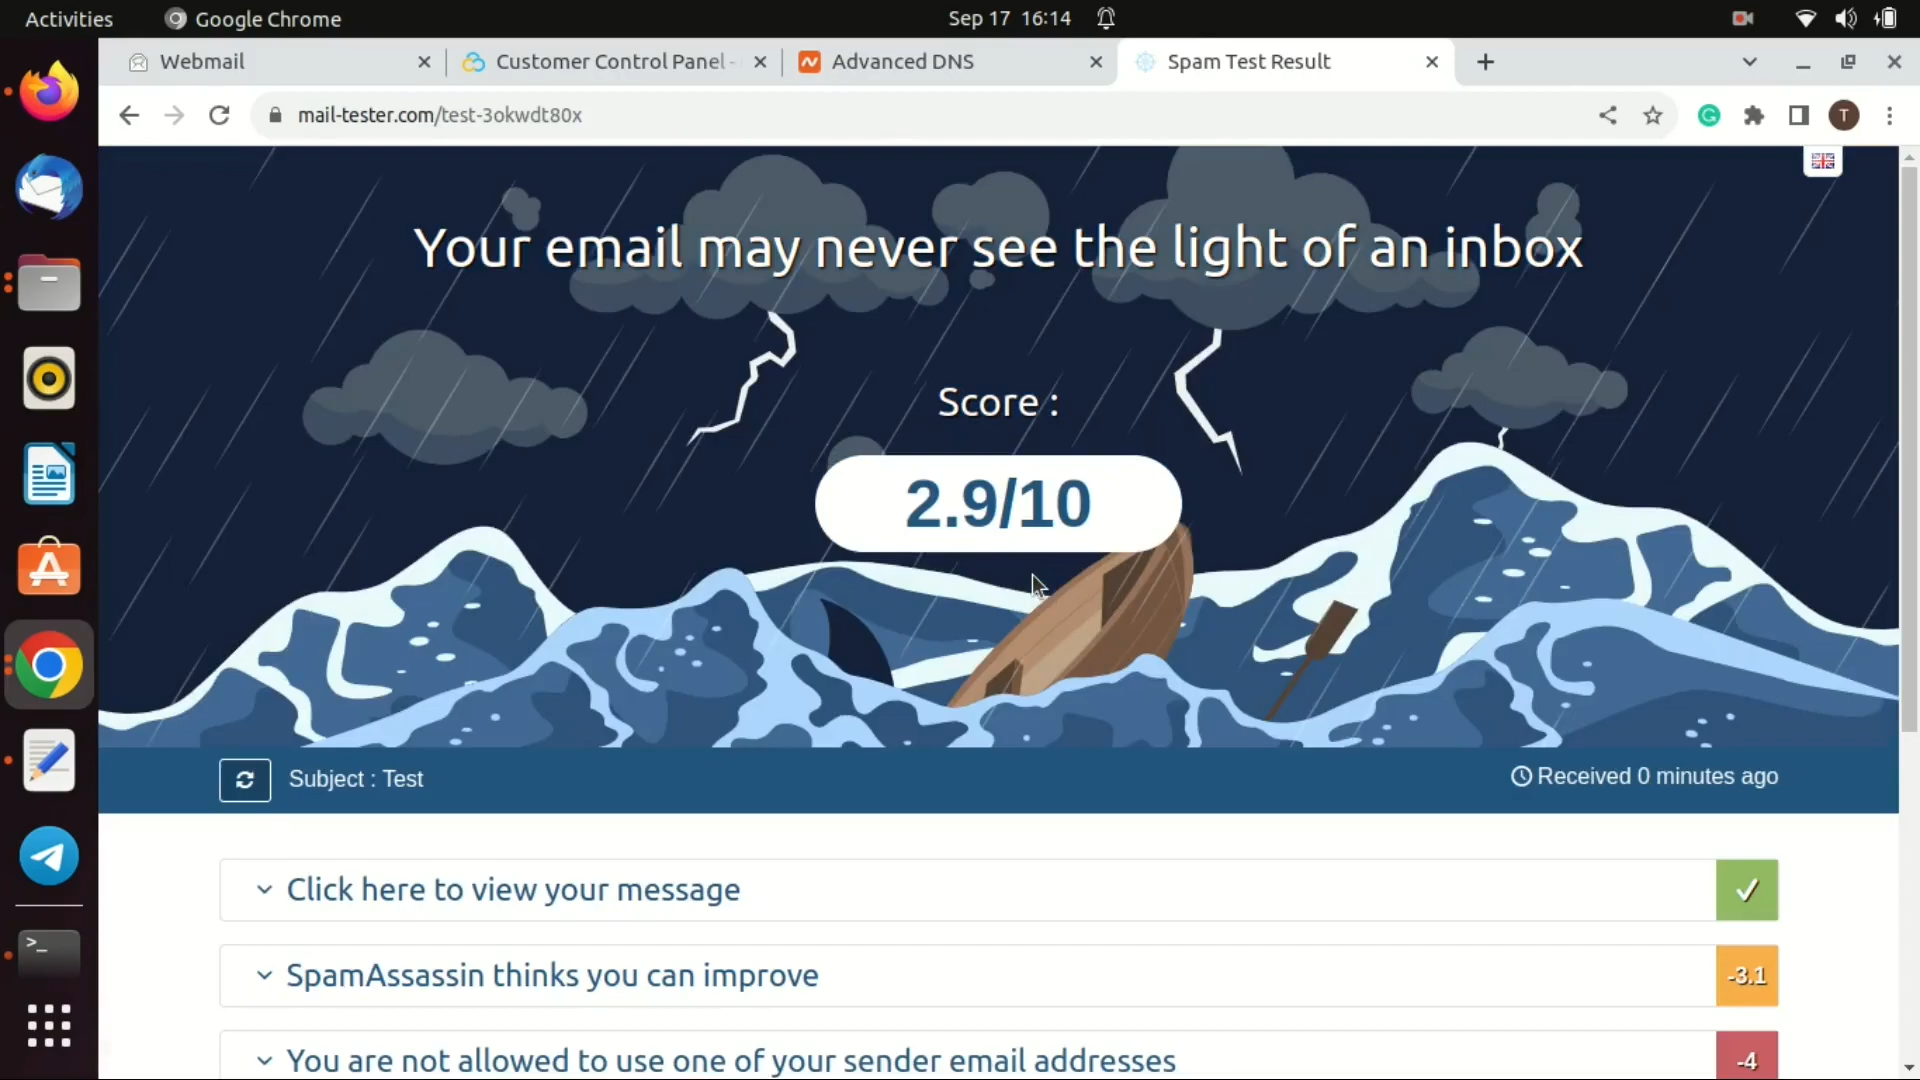 Activities
Google Chrome
Sep 17 16:14
Webmail
Customer Control Panel -
Advanced DNS
Spam Test Result
mail-tester.com/test-3okwdt80x
T
Your email may never see the light of an inbox
Score :
2.9/10
Subject : Test
Received 0 minutes ago
Click here to view your message
SpamAssassin thinks you can improve
-3.1
You are not allowed to use one of your sender email addresses
-4